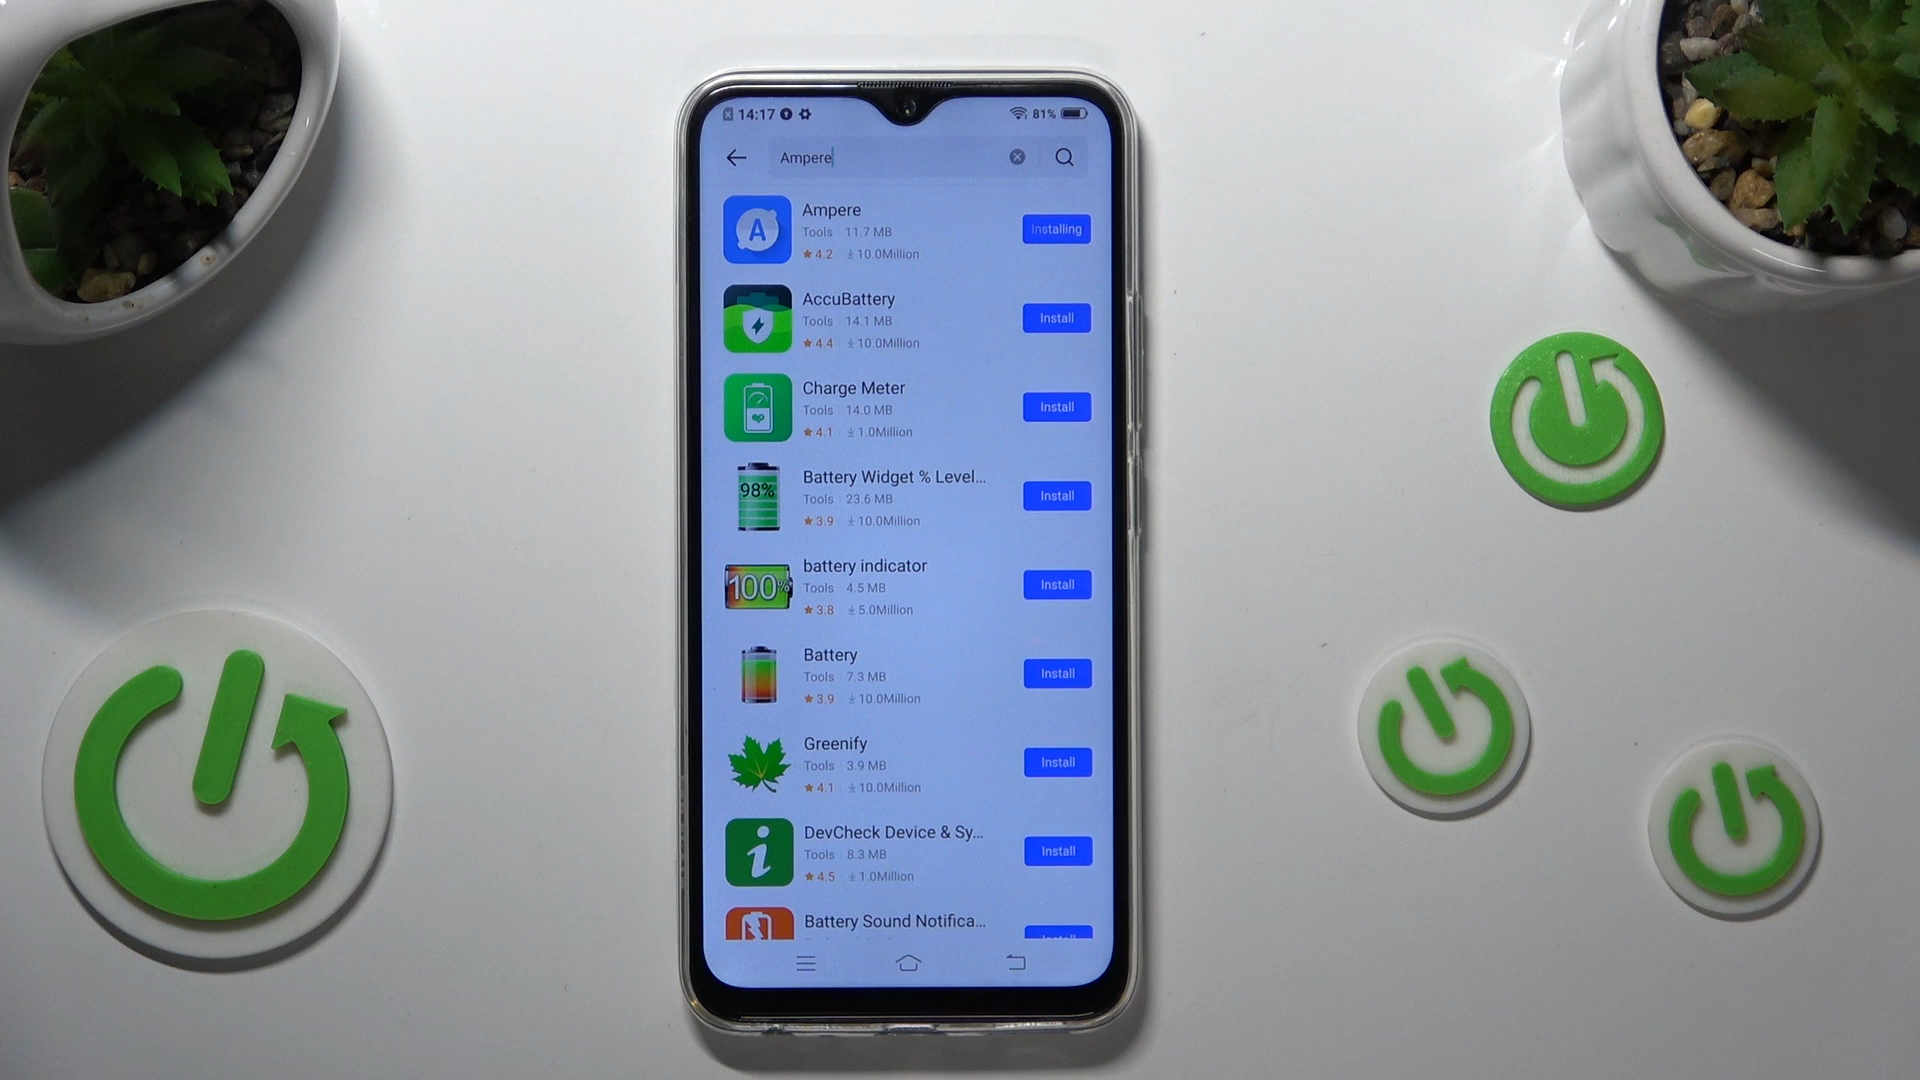 14:17 81%
Ampere
A
Ampere
Tools 11.7 MB
Installing
4.2 10.0Million
AccuBattery
Tools 14.1 MB
Install
4.4 10.0Million
Charge Meter
Tools 14.0 MB
Install
4.1 1.0Million
98%
Battery Widget % Level...
Tools 23.6 MB
Install
3.9 10.0Million
100%
battery indicator
Tools 4.5 MB
Install
3.8 5.0Million
Battery
Tools 7.3 MB
Install
3.9 10.0Million
Greenify
Tools 3.9 MB
Install
4.1 10.0Million
i
DevCheck Device & Sy...
Tools 8.3 MB
Install
4.5 1.0Million
Battery Sound Notifica...
Install